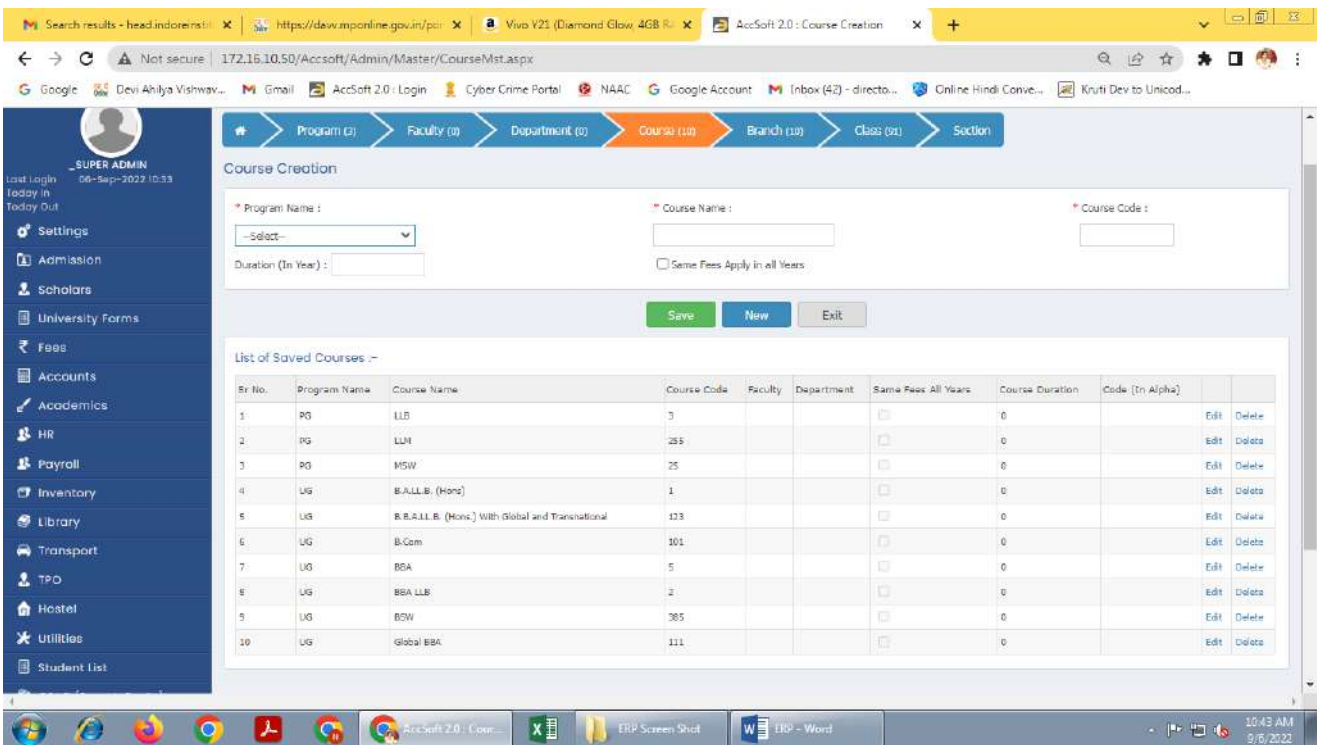 Search results - head.indoreinstit
https://davv.mponline.gov.in/por
Vivo Y21 (Diamond Glow, 4GB RA
AccSoft 2.0 : Course Creation
Not secure 172.16.10.50/Accsoft/Admin/Master/CourseMst.aspx
Google Devi Ahilya Vishwav... Gmail AccSoft 2.0 : Login Cyber Crime Portal NAAC Google Account Inbox (42) - directo... Online Hindi Conve... Kruti Dev to Unicod...
_SUPER ADMIN
Last Login 06-Sep-2022 10:33
Today In
Today Out
Settings
Admission
Scholars
University Forms
Fees
Accounts
Academics
HR
Payroll
Inventory
Library
Transport
TPO
Hostel
Utilities
Student List
Program (3) Faculty (0) Department (0) Course (10) Branch (10) Class (91) Section
Course Creation
* Program Name : * Course Name : * Course Code :
--Select--
Duration (In Year) : Same Fees Apply in all Years
Save New Exit
List of Saved Courses :-
Sr No. Program Name Course Name Course Code Faculty Department Same Fees All Years Course Duration Code (In Alpha)
1 PG LLB 3 0 Edit Delete
2 PG LLM 255 0 Edit Delete
3 PG MSW 25 0 Edit Delete
4 UG B.A.LL.B. (Hons) 1 0 Edit Delete
5 UG B.B.A.LL.B. (Hons.) With Global and Transnational 123 0 Edit Delete
6 UG B.Com 101 0 Edit Delete
7 UG BBA 5 0 Edit Delete
8 UG BBA LLB 2 0 Edit Delete
9 UG BSW 385 0 Edit Delete
10 UG Global BBA 111 0 Edit Delete
AccSoft 2.0 : Cour... ERP Screen Shot ERP - Word
10:43 AM
9/6/2022